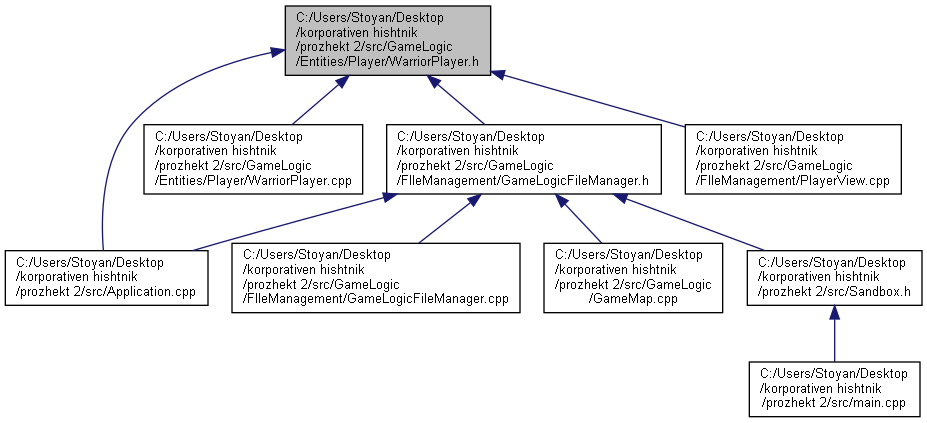 C:/Users/Stoyan/Desktop
/korporativen hishtnik
/prozhekt 2/src/GameLogic
/Entities/Player/WarriorPlayer.h
C:/Users/Stoyan/Desktop
/korporativen hishtnik
/prozhekt 2/src/GameLogic
/Entities/Player/WarriorPlayer.cpp
C:/Users/Stoyan/Desktop
/korporativen hishtnik
/prozhekt 2/src/GameLogic
/FIleManagement/GameLogicFileManager.h
C:/Users/Stoyan/Desktop
/korporativen hishtnik
/prozhekt 2/src/GameLogic
/FIleManagement/PlayerView.cpp
C:/Users/Stoyan/Desktop
/korporativen hishtnik
/prozhekt 2/src/Application.cpp
C:/Users/Stoyan/Desktop
/korporativen hishtnik
/prozhekt 2/src/GameLogic
/FIleManagement/GameLogicFileManager.cpp
C:/Users/Stoyan/Desktop
/korporativen hishtnik
/prozhekt 2/src/GameLogic
/GameMap.cpp
C:/Users/Stoyan/Desktop
/korporativen hishtnik
/prozhekt 2/src/Sandbox.h
C:/Users/Stoyan/Desktop
/korporativen hishtnik
/prozhekt 2/src/main.cpp